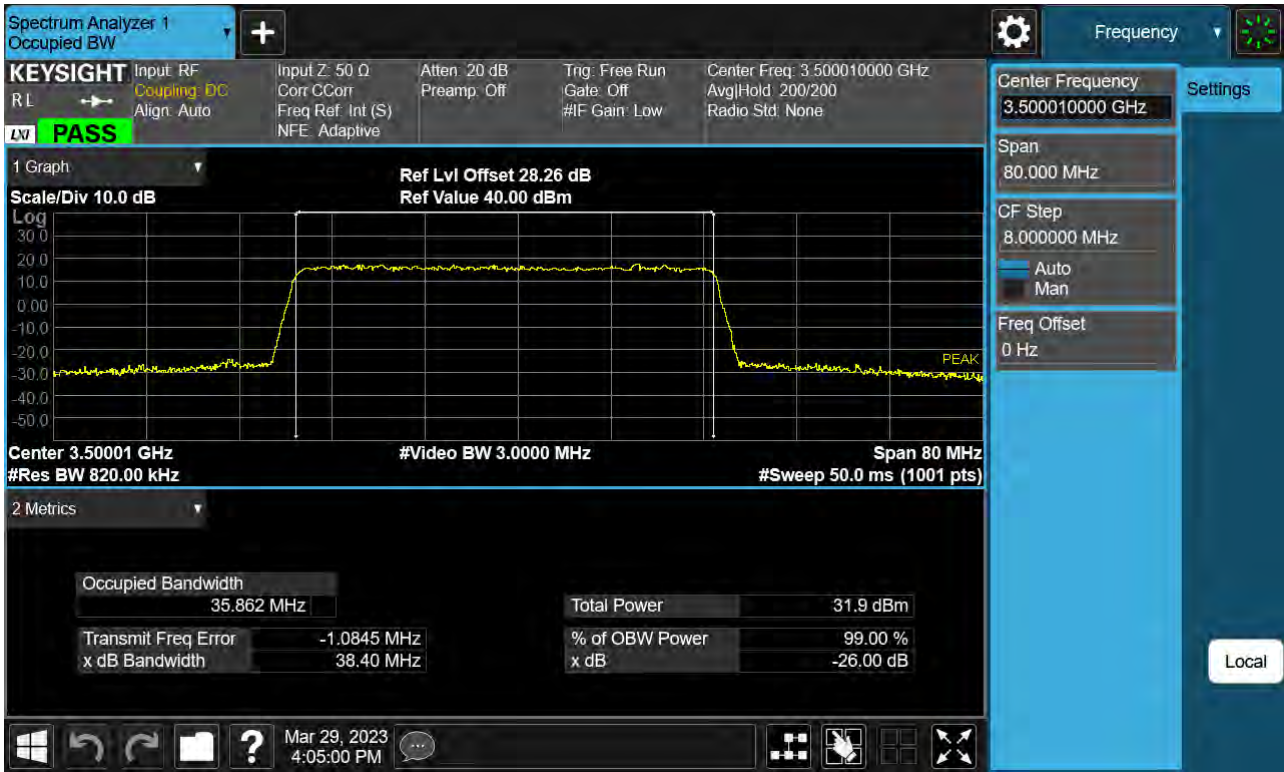 Spectrum Analyzer 1
Occupied BW
Frequency
KEYSIGHT
RL
LXI PASS
Input: RF
Coupling: DC
Align: Auto
Input Z: 50 Ω
Corr CCorr
Freq Ref: Int (S)
NFE: Adaptive
Atten: 20 dB
Preamp: Off
Trig: Free Run
Gate: Off
#IF Gain: Low
Center Freq: 3.500010000 GHz
Avg|Hold: 200/200
Radio Std: None
Center Frequency
3.500010000 GHz
Settings
Span
80.000 MHz
CF Step
8.000000 MHz
Auto
Man
Freq Offset
0 Hz
1 Graph
Scale/Div 10.0 dB
Ref Lvl Offset 28.26 dB
Ref Value 40.00 dBm
Log
30.0
20.0
10.0
0.00
-10.0
-20.0
-30.0
-40.0
-50.0
PEAK
Center 3.50001 GHz
#Video BW 3.0000 MHz
Span 80 MHz
#Res BW 820.00 kHz
#Sweep 50.0 ms (1001 pts)
2 Metrics
Occupied Bandwidth
35.862 MHz
Total Power 31.9 dBm
Transmit Freq Error -1.0845 MHz
% of OBW Power 99.00 %
x dB Bandwidth 38.40 MHz
x dB -26.00 dB
Local
?
Mar 29, 2023
4:05:00 PM